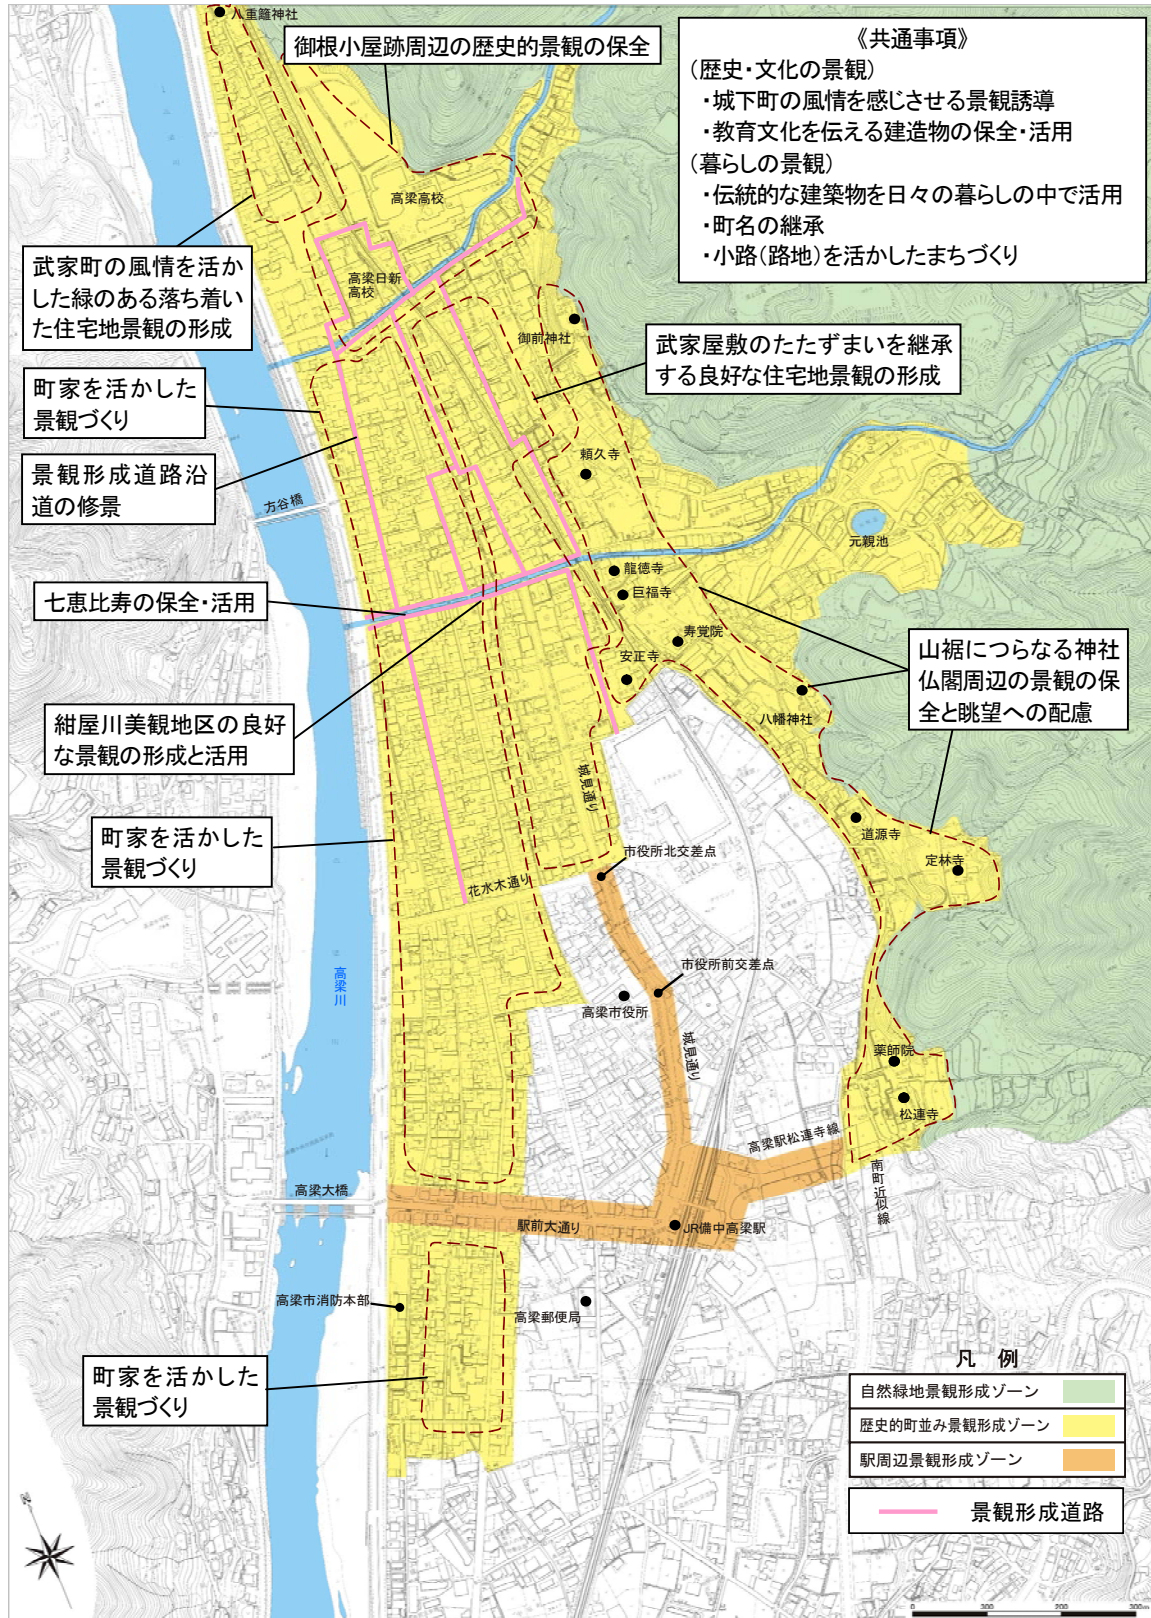 八重籬神社
御根小屋跡周辺の歴史的景観の保全
《共通事項》
(歴史・文化の景観)
・城下町の風情を感じさせる景観誘導
・教育文化を伝える建造物の保全・活用
(暮らしの景観)
・伝統的な建築物を日々の暮らしの中で活用
・町名の継承
・小路(路地)を活かしたまちづくり
高梁高校
武家町の風情を活か
した緑のある落ち着い
た住宅地景観の形成
高梁日新
高校
御前神社
武家屋敷のたたずまいを継承
する良好な住宅地景観の形成
町家を活かした
景観づくり
景観形成道路沿
道の修景
頼久寺
方谷橋
元親池
龍徳寺
巨福寺
七恵比寿の保全・活用
寿覚院
安正寺
山裾につらなる神社
仏閣周辺の景観の保
全と眺望への配慮
八幡神社
紺屋川美観地区の良好
な景観の形成と活用
城見通り
町家を活かした
景観づくり
道源寺
定林寺
市役所北交差点
花水木通り
高梁川
市役所前交差点
高梁市役所
城見通り
薬師院
松連寺
高梁駅松連寺線
南町近似線
高梁大橋
駅前大通り
JR備中高梁駅
高梁市消防本部
高梁郵便局
町家を活かした
景観づくり
凡 例
自然緑地景観形成ゾーン
歴史的町並み景観形成ゾーン
駅周辺景観形成ゾーン
景観形成道路
N
0
200
300m